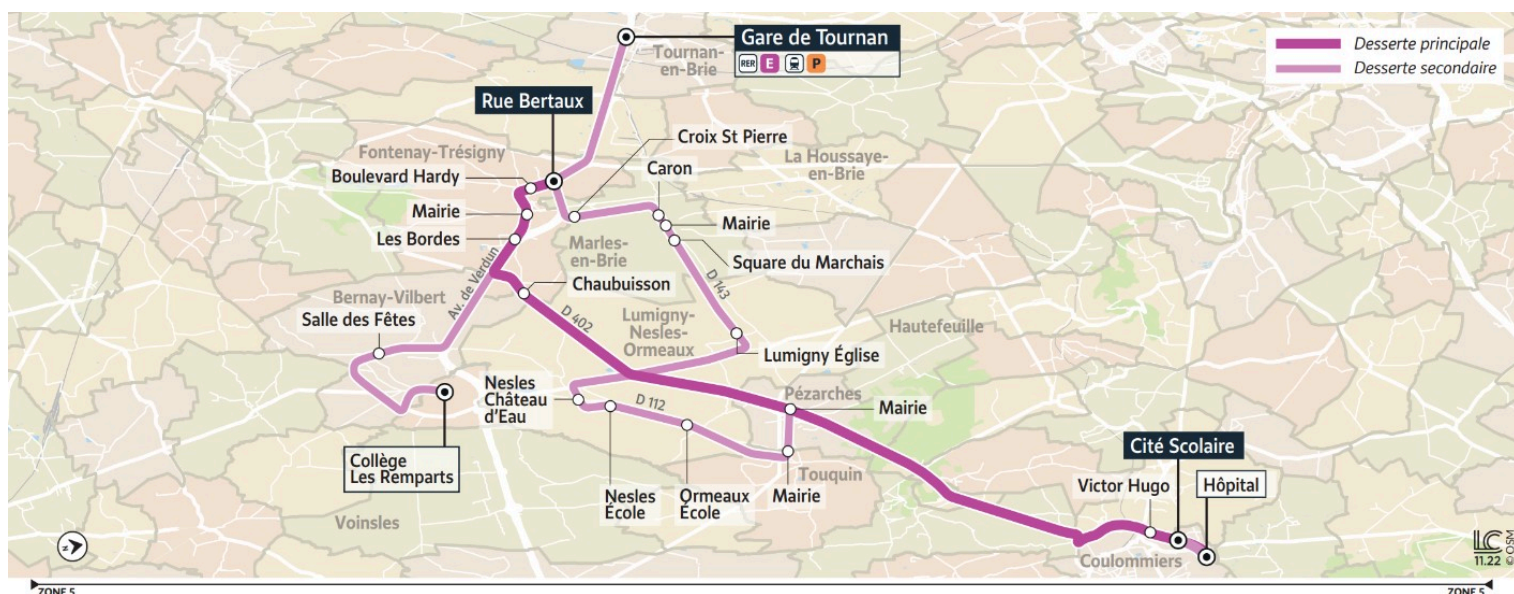 Gare de Tournan
RER E P
Tournan-
en-Brie
Desserte principale
Desserte secondaire
Rue Bertaux
Croix St Pierre
Fontenay-Trésigny
La Houssaye-
en-Brie
Boulevard Hardy
Caron
Mairie
Mairie
Les Bordes
Marles-
en-Brie
Square du Marchais
Av. de Verdun
Chaubuisson
D 143
Bernay-Vilbert
Salle des Fêtes
D 402
Lumigny-
Nesles-
Ormeaux
Hautefeuille
Lumigny Église
Nesles
Château
d'Eau
D 112
Pézarches
Mairie
Collège
Les Remparts
Cité Scolaire
Touquin
Nesles
École
Ormeaux
École
Mairie
Victor Hugo
Hôpital
Voinsles
Coulommiers
N
LC
11.22
© OSM
ZONE 5
ZONE 5